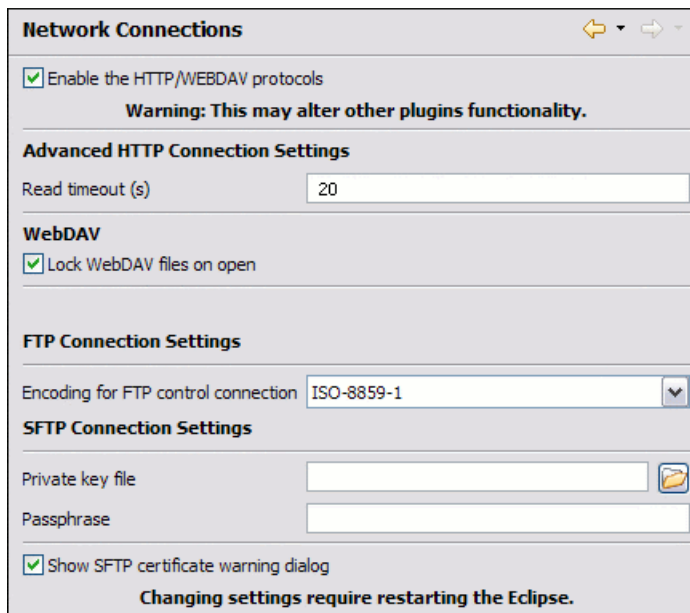 Network Connections
Enable the HTTP/WEBDAV protocols
Warning: This may alter other plugins functionality.
Advanced HTTP Connection Settings
Read timeout (s) 20
WebDAV
Lock WebDAV files on open
FTP Connection Settings
Encoding for FTP control connection ISO-8859-1
SFTP Connection Settings
Private key file
Passphrase
Show SFTP certificate warning dialog
Changing settings require restarting the Eclipse.